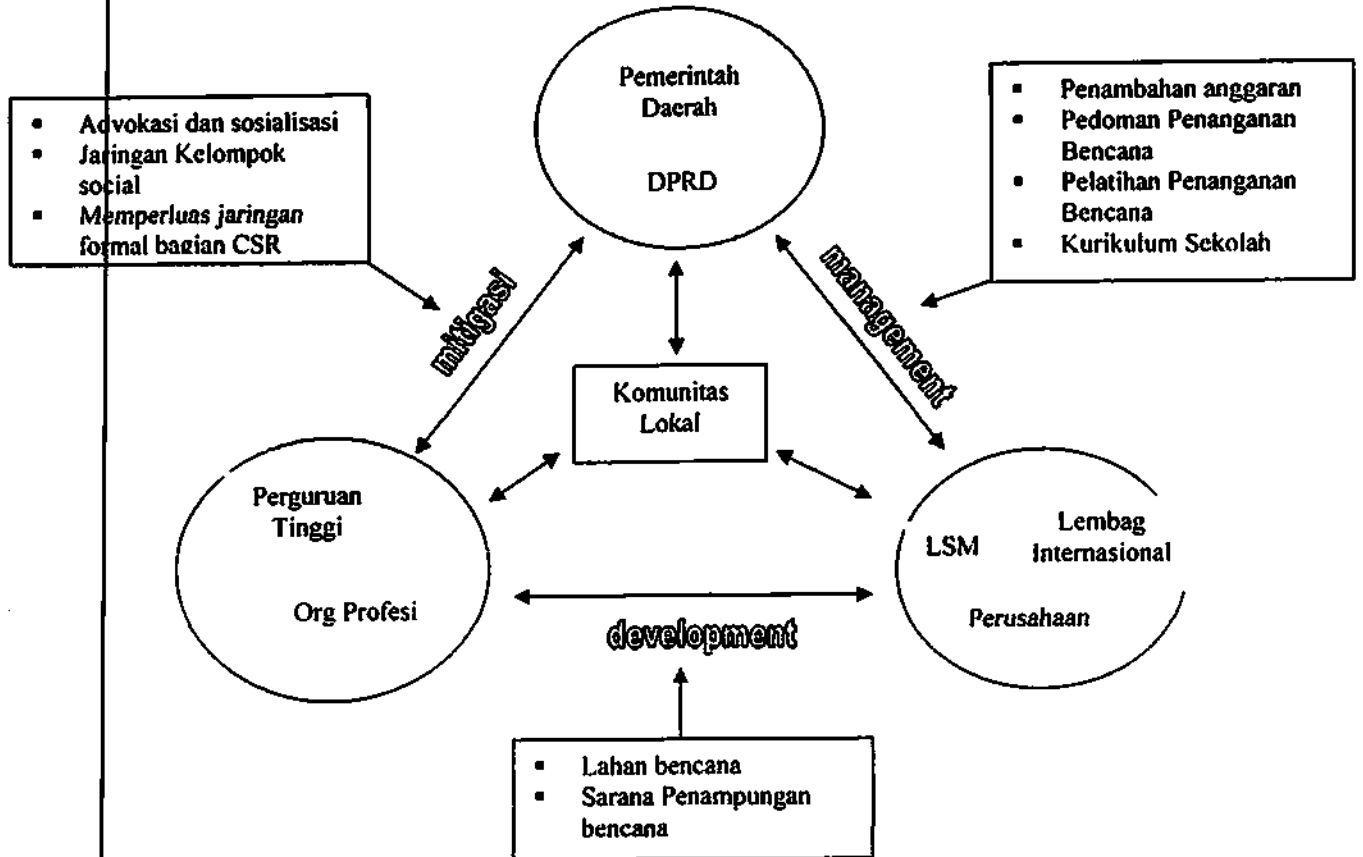 Pemerintah
Daerah
DPRD
▪ Advokasi dan sosialisasi
▪ Jaringan Kelompok
social
▪ Memperluas jaringan
formal bagian CSR
▪ Penambahan anggaran
▪ Pedoman Penanganan
Bencana
▪ Pelatihan Penanganan
Bencana
▪ Kurikulum Sekolah
mitigasi
management
Komunitas
Lokal
Perguruan
Tinggi
Org Profesi
LSM
Lembag
Internasional
Perusahaan
development
▪ Lahan bencana
▪ Sarana Penampungan
bencana